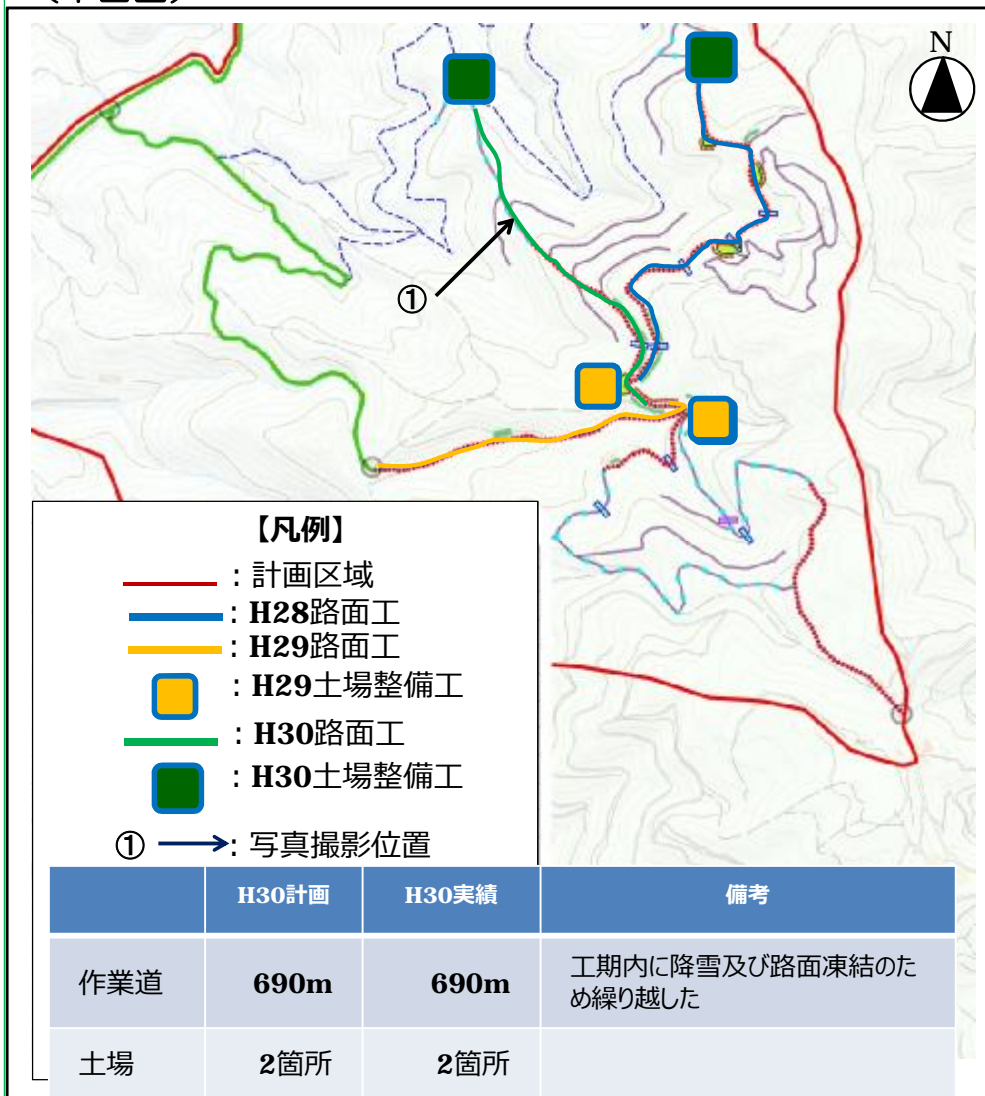 N
①
【凡例】
：計画区域
：H28路面工
：H29路面工
：H29土場整備工
：H30路面工
：H30土場整備工
① ：写真撮影位置
H30計画 H30実績 備考
作業道 690m 690m 工期内に降雪及び路面凍結のた
め繰り越した
土場 2箇所 2箇所